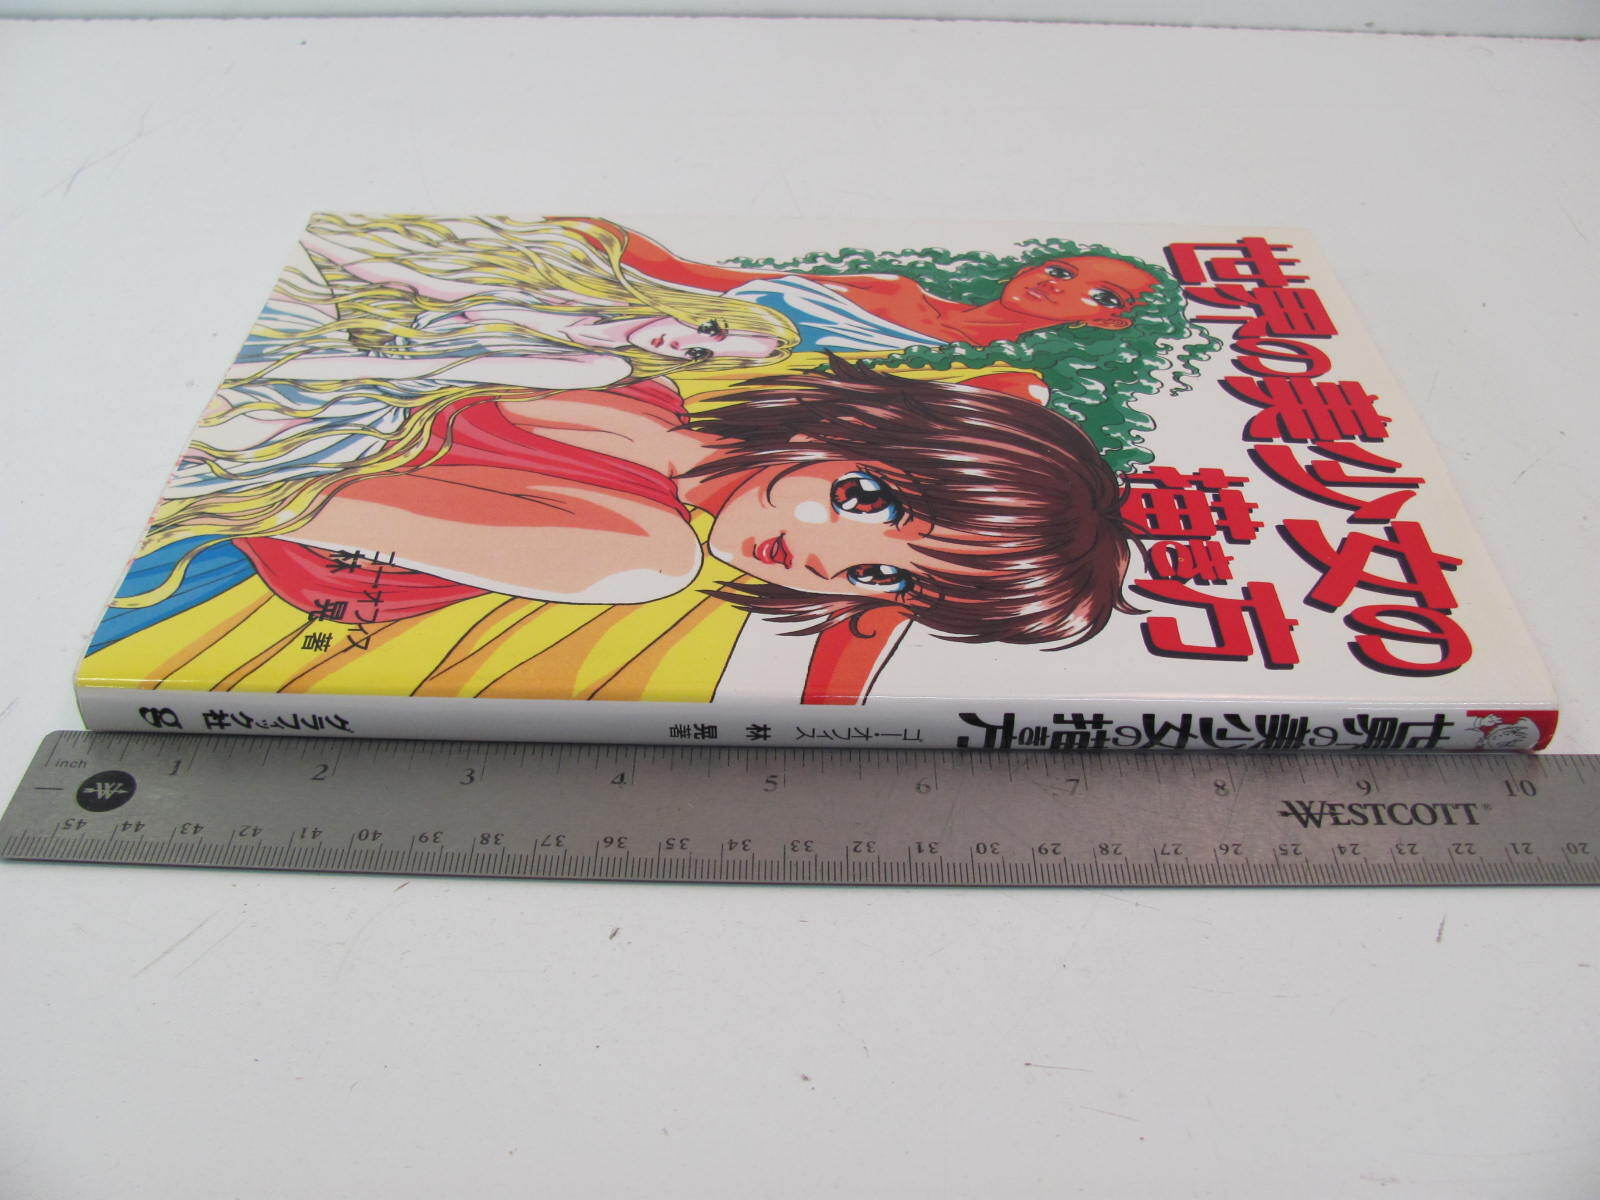 世界の美少女の
描き方
ゴーオフィス
林 晃 著
世界の美少女の描き方
ゴー・オフィス
林 晃 著
グラフィック社
g
inch 1 2 3 4 5 6 7 8 9 10
WESTCOTT®
45 44 43 42 41 40 39 38 37 36 35 34 33 32 31 30 29 28 27 26 25 24 23 22 21 20